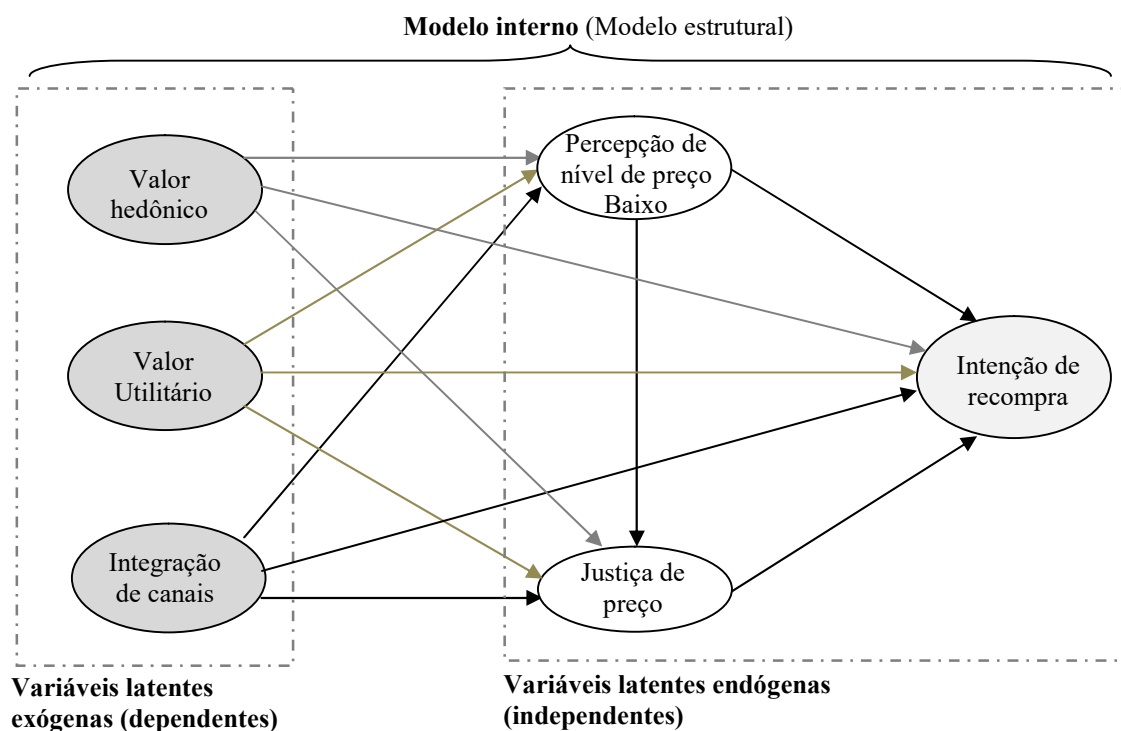 Modelo interno (Modelo estrutural)
Valor
hedônico
Percepção de
nível de preço
Baixo
Valor
Utilitário
Intenção de
recompra
Integração
de canais
Justiça de
preço
Variáveis latentes
exógenas (dependentes)
Variáveis latentes endógenas
(independentes)